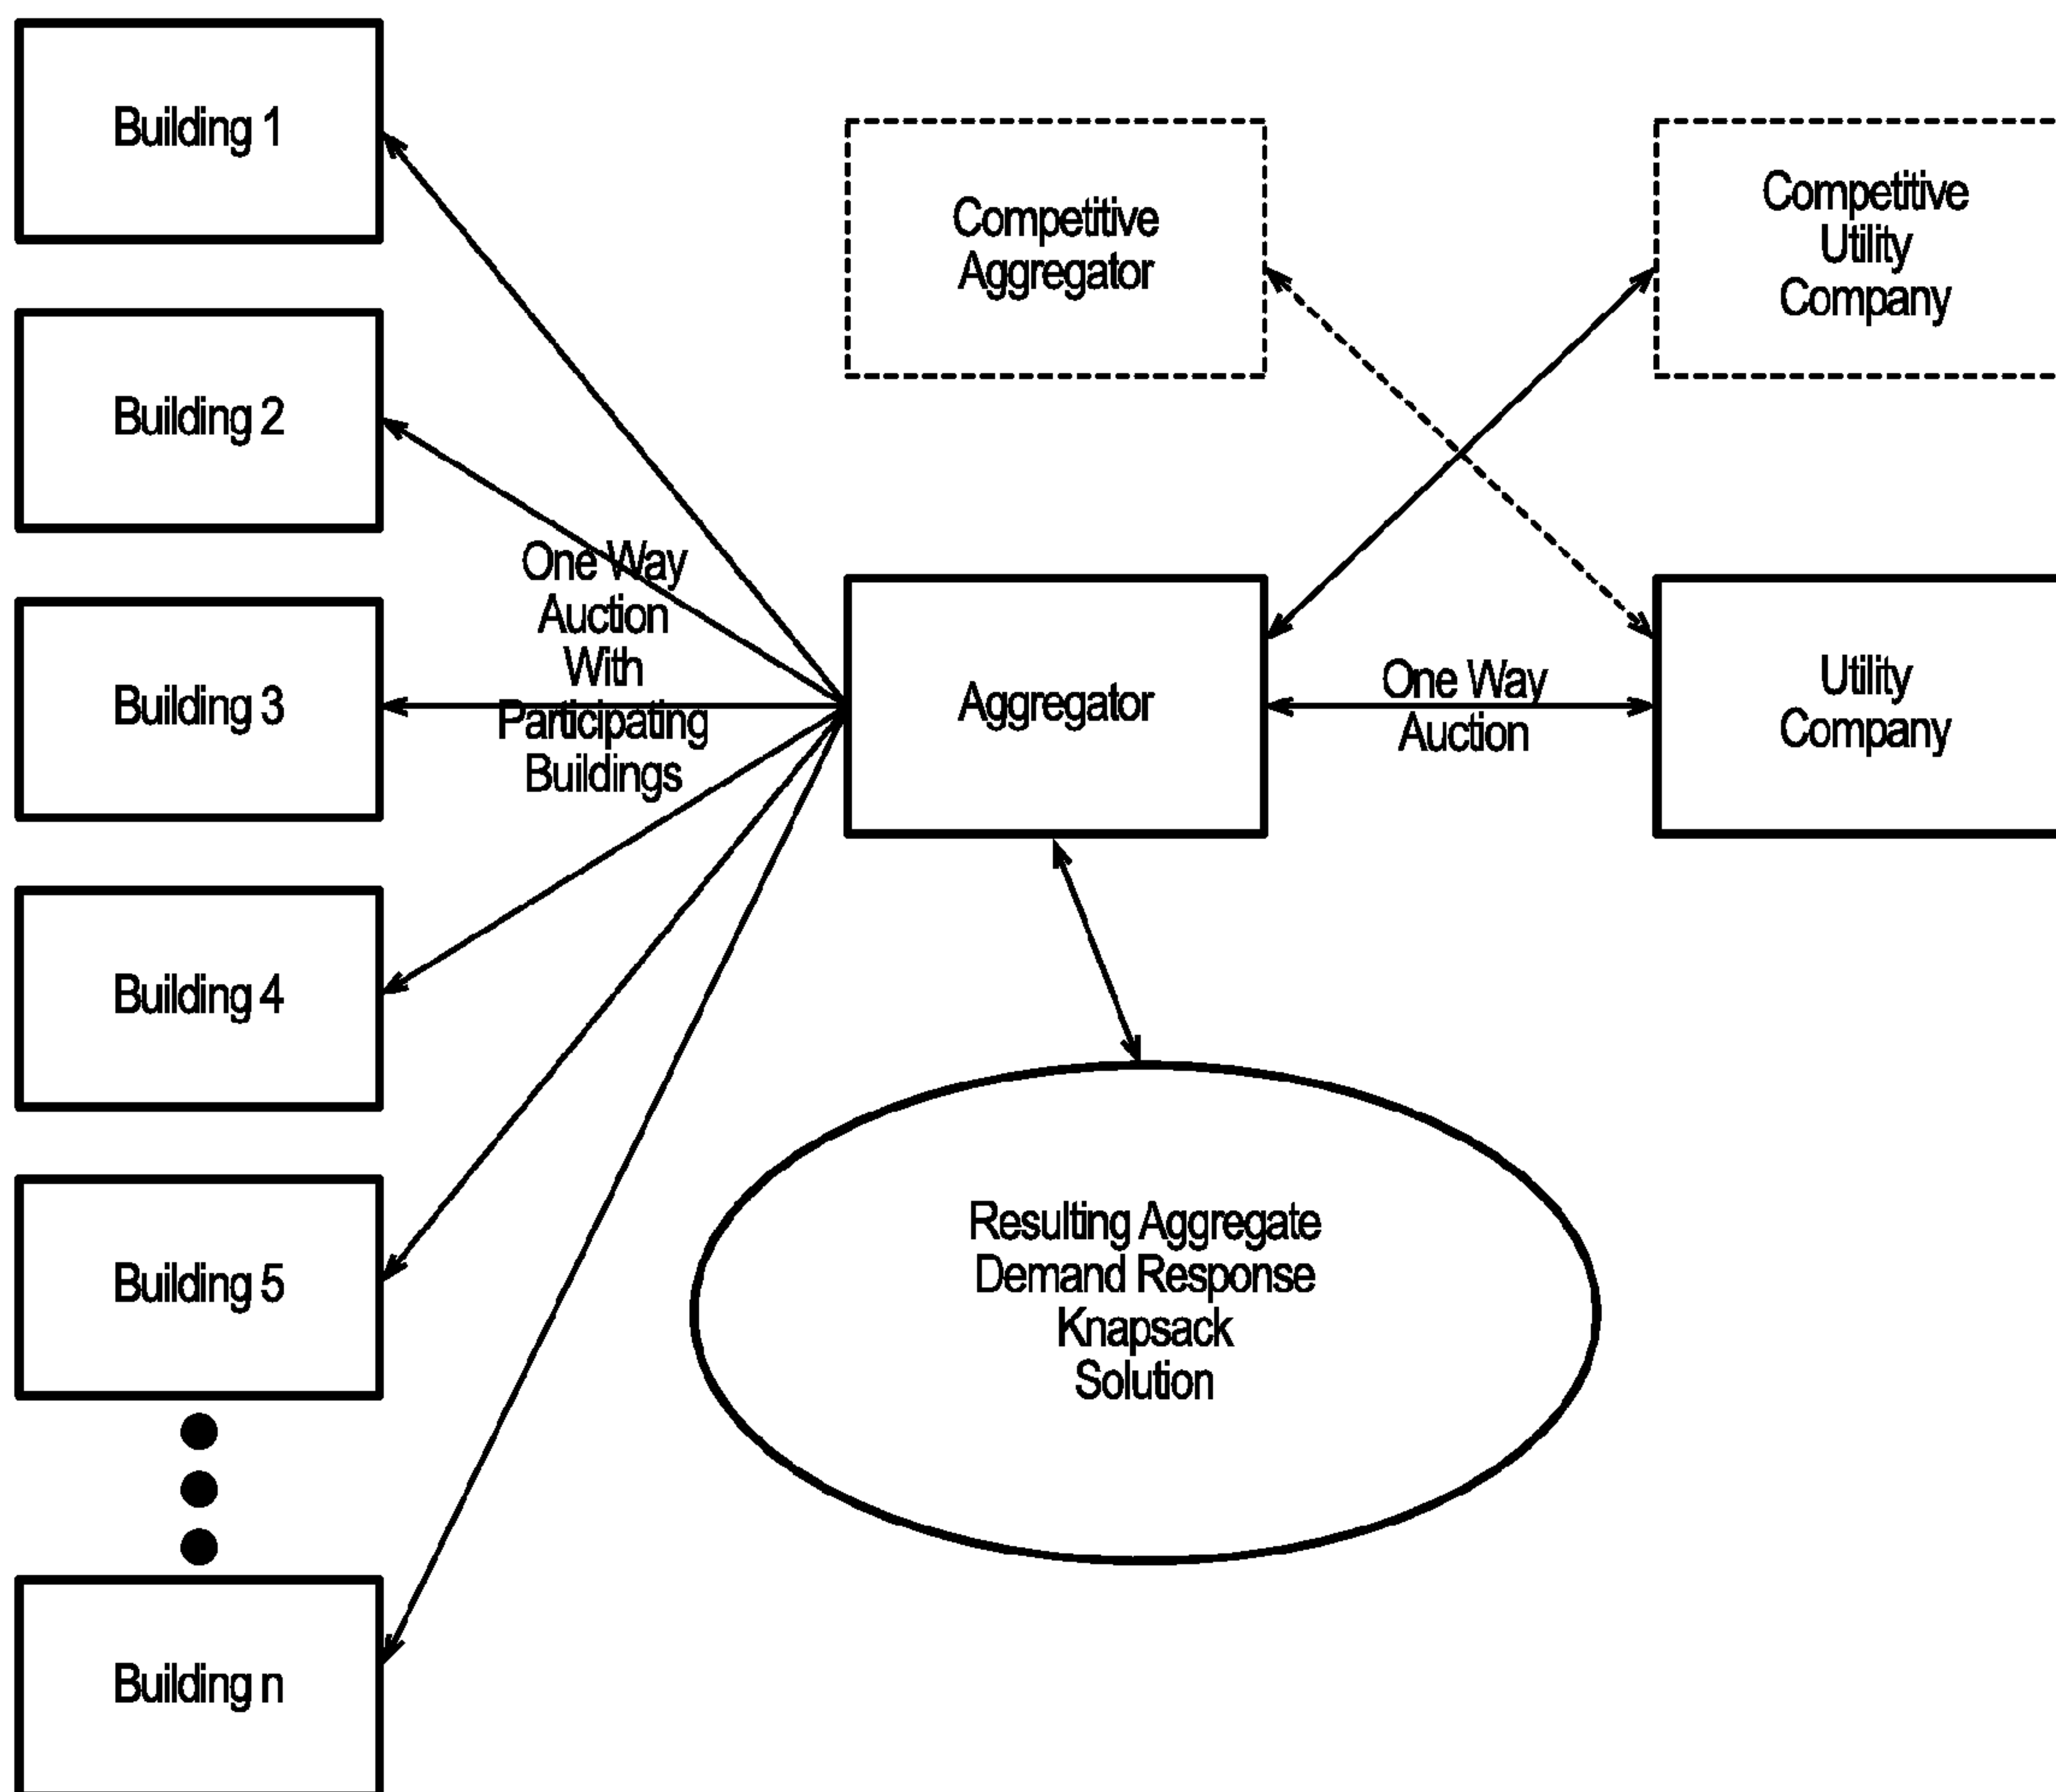 Building 1
Building 2
Building 3
Building 4
Building 5
Building n
One Way
Auction
With
Participating
Buildings
Competitive
Aggregator
Aggregator
Resulting Aggregate
Demand Response
Knapsack
Solution
One Way
Auction
Competitive
Utility
Company
Utility
Company